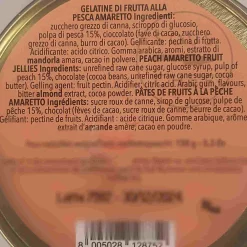 GELATINE DI FRUTTA ALLA
PESCA AMARETTO Ingredienti:
zucchero grezzo di canna, sciroppo di glucosio,
polpa di pesca 15%, cioccolato (fave di cacao, zucchero
grezzo di canna, burro di cacao). Gelificante: pectina di frutta.
Acidificante: acido citrico. Gomma arabica, aromi, estratto di
mandorla amara, cacao in polvere. PEACH AMARETTO FRUIT
JELLIES Ingredients: unrefined raw cane sugar, glucose syrup, pulp of
peach 15%, chocolate (cocoa beans, unrefined raw cane sugar, cocoa
butter). Gelling agent: fruit pectin. Acidifier: citric acid. Arabic gum, flavours,
bitter almond extract, cocoa powder. PÂTES DE FRUITS À LA PÊCHE
AMARETTO Ingrédients: sucre roux de canne, sirop de glucose, pulpe de
pêche 15%, chocolat (fèves de cacao, sucre roux de canne, beurre de cacao).
Gélifiant: pectine de fruits. Acidifiant : acide citrique. Gomme arabique, arôme
extrait d'amande amère, cacao en poudre.
8 005028 128752